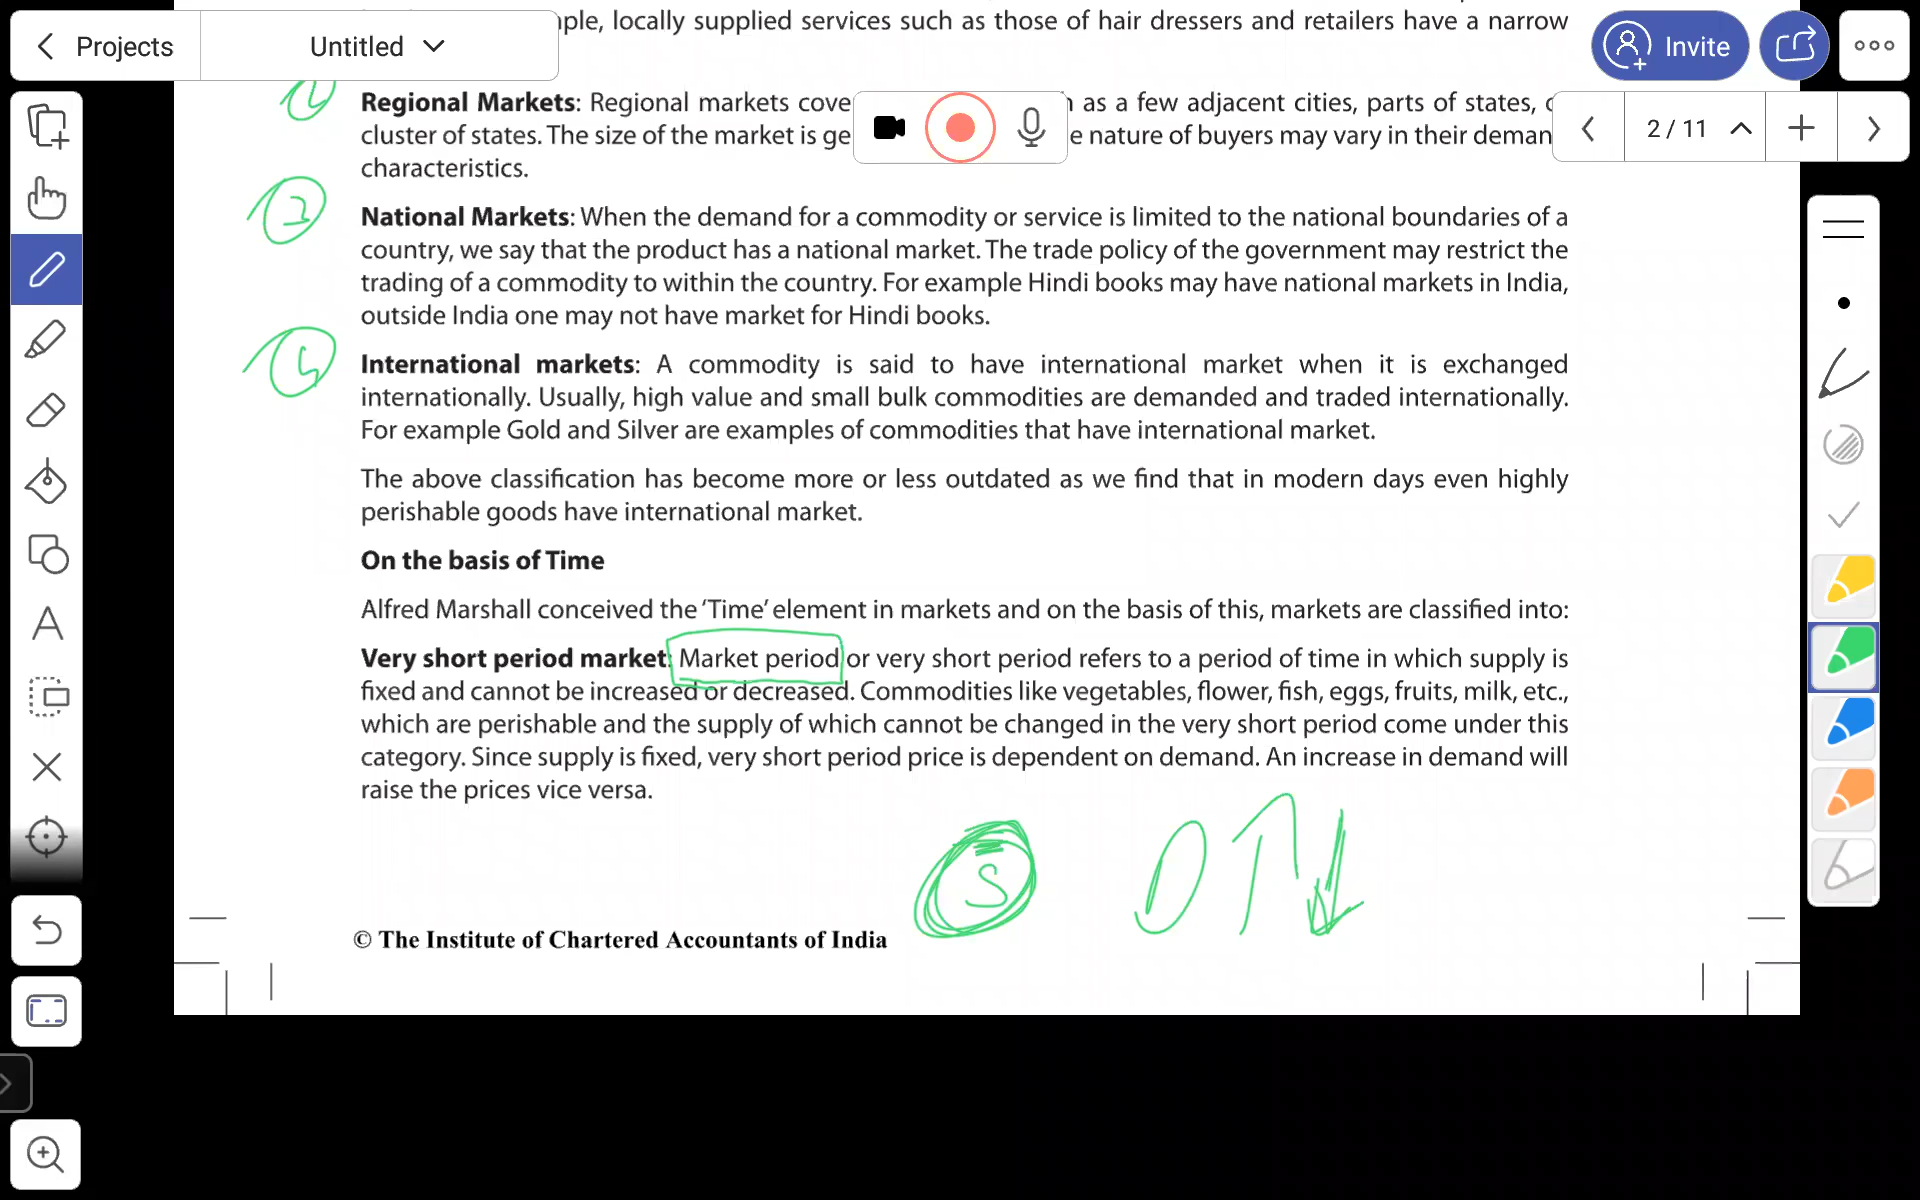 Projects
Untitled
Invite
2 / 11
ple, locally supplied services such as those of hair dressers and retailers have a narrow
Regional Markets: Regional markets cove as a few adjacent cities, parts of states,
cluster of states. The size of the market is ge e nature of buyers may vary in their deman
characteristics.
3
National Markets: When the demand for a commodity or service is limited to the national boundaries of a
country, we say that the product has a national market. The trade policy of the government may restrict the
trading of a commodity to within the country. For example Hindi books may have national markets in India,
outside India one may not have market for Hindi books.
4
International markets: A commodity is said to have international market when it is exchanged
internationally. Usually, high value and small bulk commodities are demanded and traded internationally.
For example Gold and Silver are examples of commodities that have international market.
The above classification has become more or less outdated as we find that in modern days even highly
perishable goods have international market.
On the basis of Time
Alfred Marshall conceived the 'Time' element in markets and on the basis of this, markets are classified into:
Very short period market: Market period or very short period refers to a period of time in which supply is
fixed and cannot be increased or decreased. Commodities like vegetables, flower, fish, eggs, fruits, milk, etc.,
which are perishable and the supply of which cannot be changed in the very short period come under this
category. Since supply is fixed, very short period price is dependent on demand. An increase in demand will
raise the prices vice versa.
S D ↑↓
© The Institute of Chartered Accountants of India